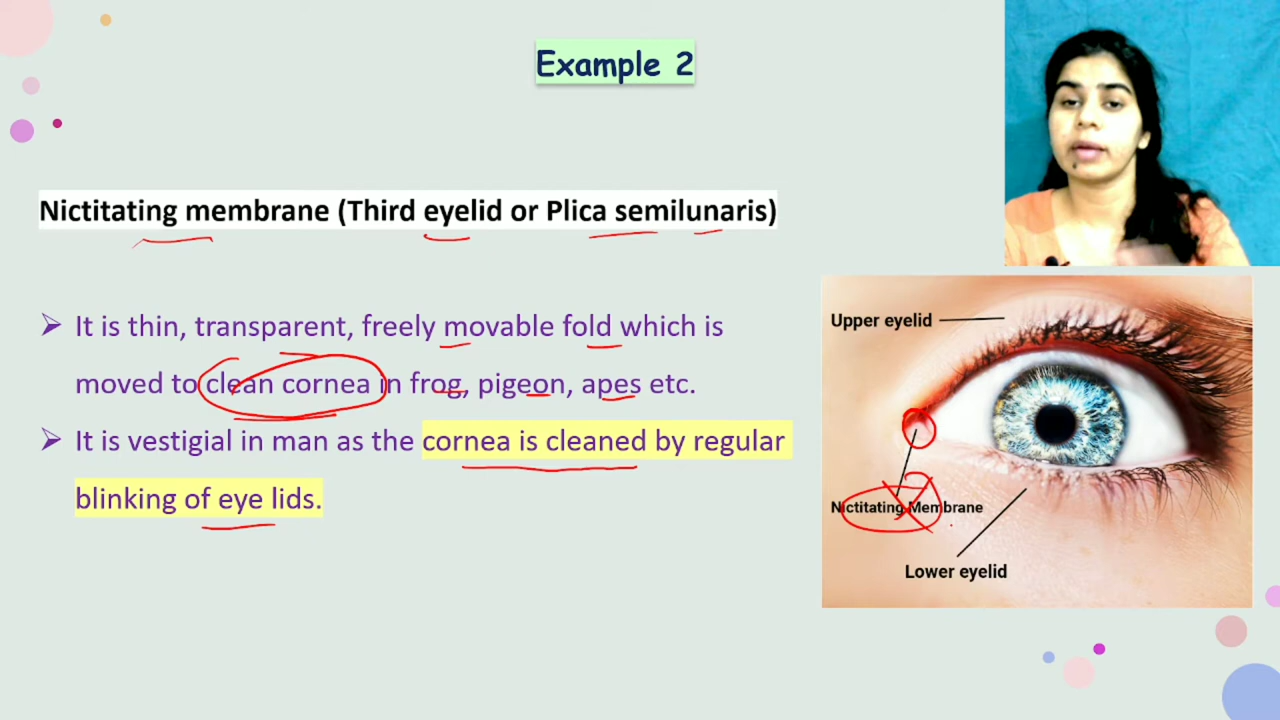 Example 2
Nictitating membrane (Third eyelid or Plica semilunaris)
➢ It is thin, transparent, freely movable fold which is
moved to clean cornea in frog, pigeon, apes etc.
➢ It is vestigial in man as the cornea is cleaned by regular
blinking of eye lids.
Upper eyelid
Nictitating Membrane
Lower eyelid